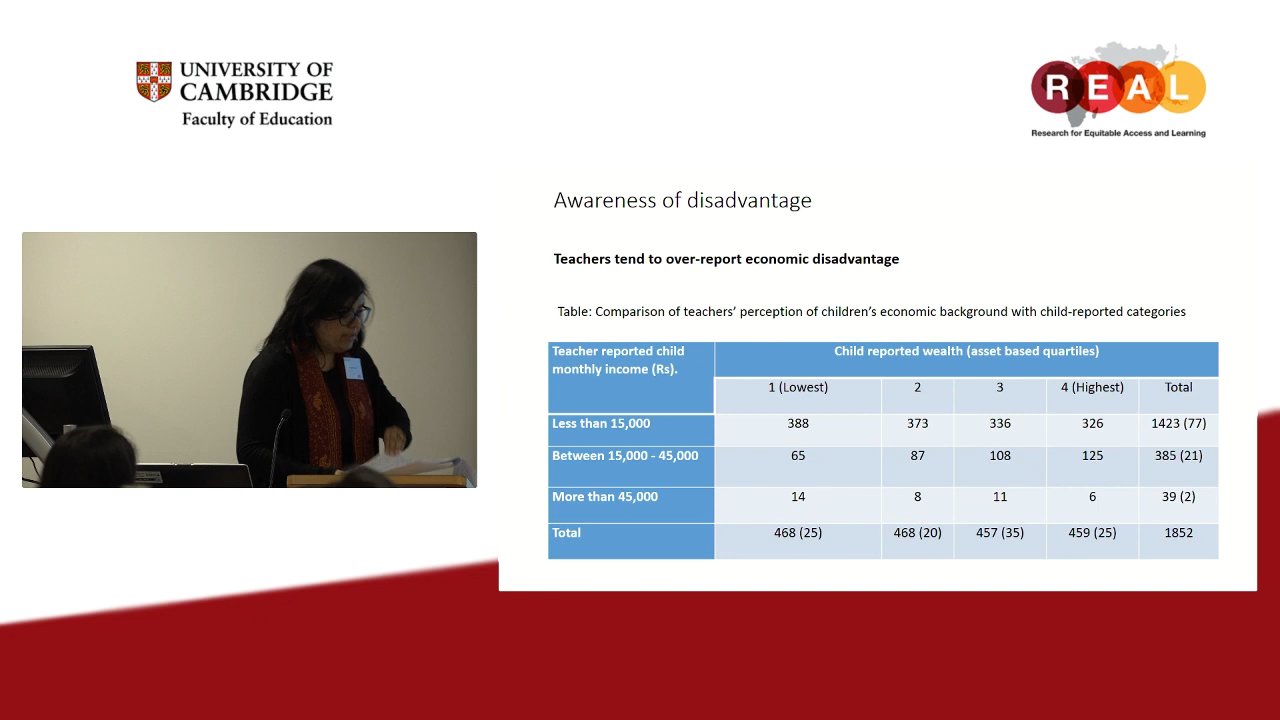 UNIVERSITY OF
CAMBRIDGE
Faculty of Education
REAL
Research for Equitable Access and Learning
Awareness of disadvantage
Teachers tend to over-report economic disadvantage
Table: Comparison of teachers’ perception of children’s economic background with child-reported categories
Teacher reported child
monthly income (Rs).
Child reported wealth (asset based quartiles)
1 (Lowest) 2 3 4 (Highest) Total
Less than 15,000 388 373 336 326 1423 (77)
Between 15,000 - 45,000 65 87 108 125 385 (21)
More than 45,000 14 8 11 6 39 (2)
Total 468 (25) 468 (20) 457 (35) 459 (25) 1852